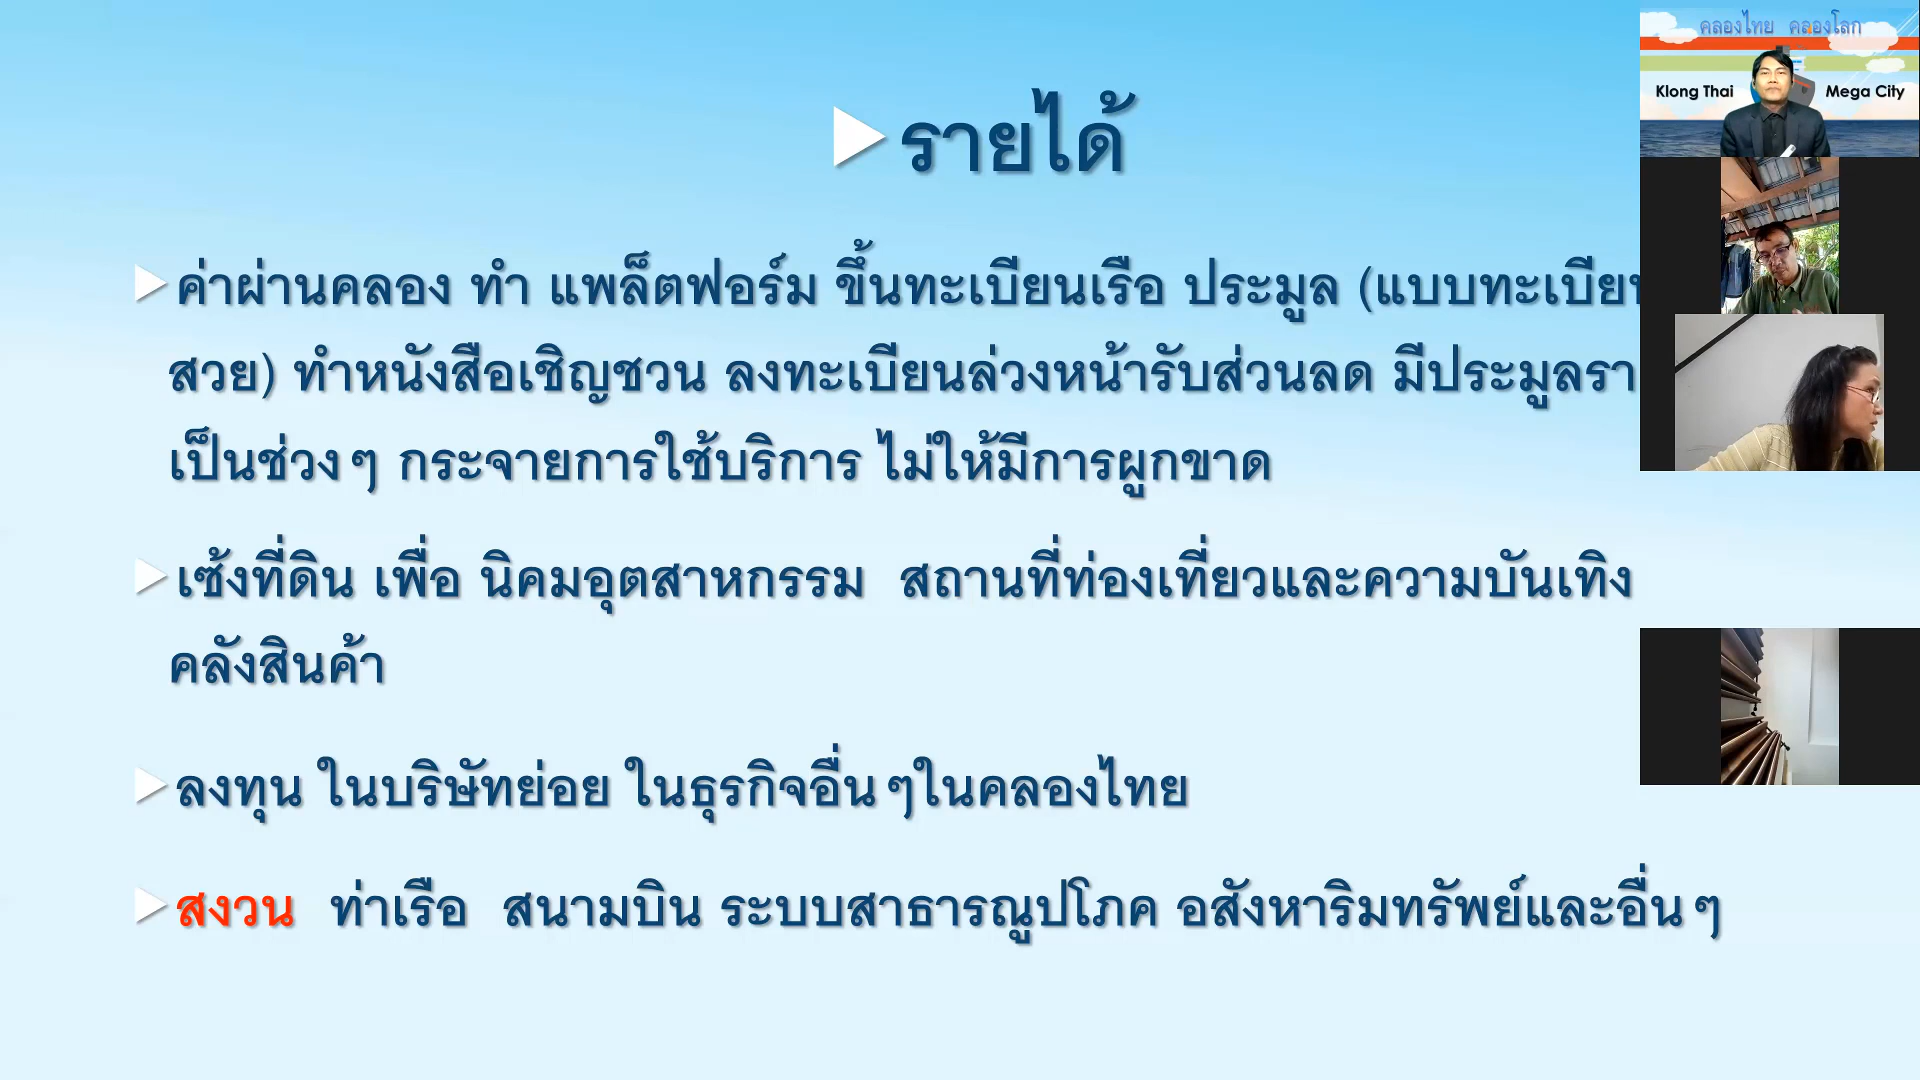 รายได้
ค่าผ่านคลอง ทำ แพล็ตฟอร์ม ขึ้นทะเบียนเรือ ประมูล (แบบทะเบียน
สวย) ทำหนังสือเชิญชวน ลงทะเบียนล่วงหน้ารับส่วนลด มีประมูลรา
เป็นช่วงๆ กระจายการใช้บริการ ไม่ให้มีการผูกขาด
เซ้งที่ดิน เพื่อ นิคมอุตสาหกรรม สถานที่ท่องเที่ยวและความบันเทิง
คลังสินค้า
ลงทุน ในบริษัทย่อย ในธุรกิจอื่นๆในคลองไทย
สงวน ท่าเรือ สนามบิน ระบบสาธารณูปโภค อสังหาริมทรัพย์และอื่นๆ
คลองไทย คลองโลก
Klong Thai Mega City